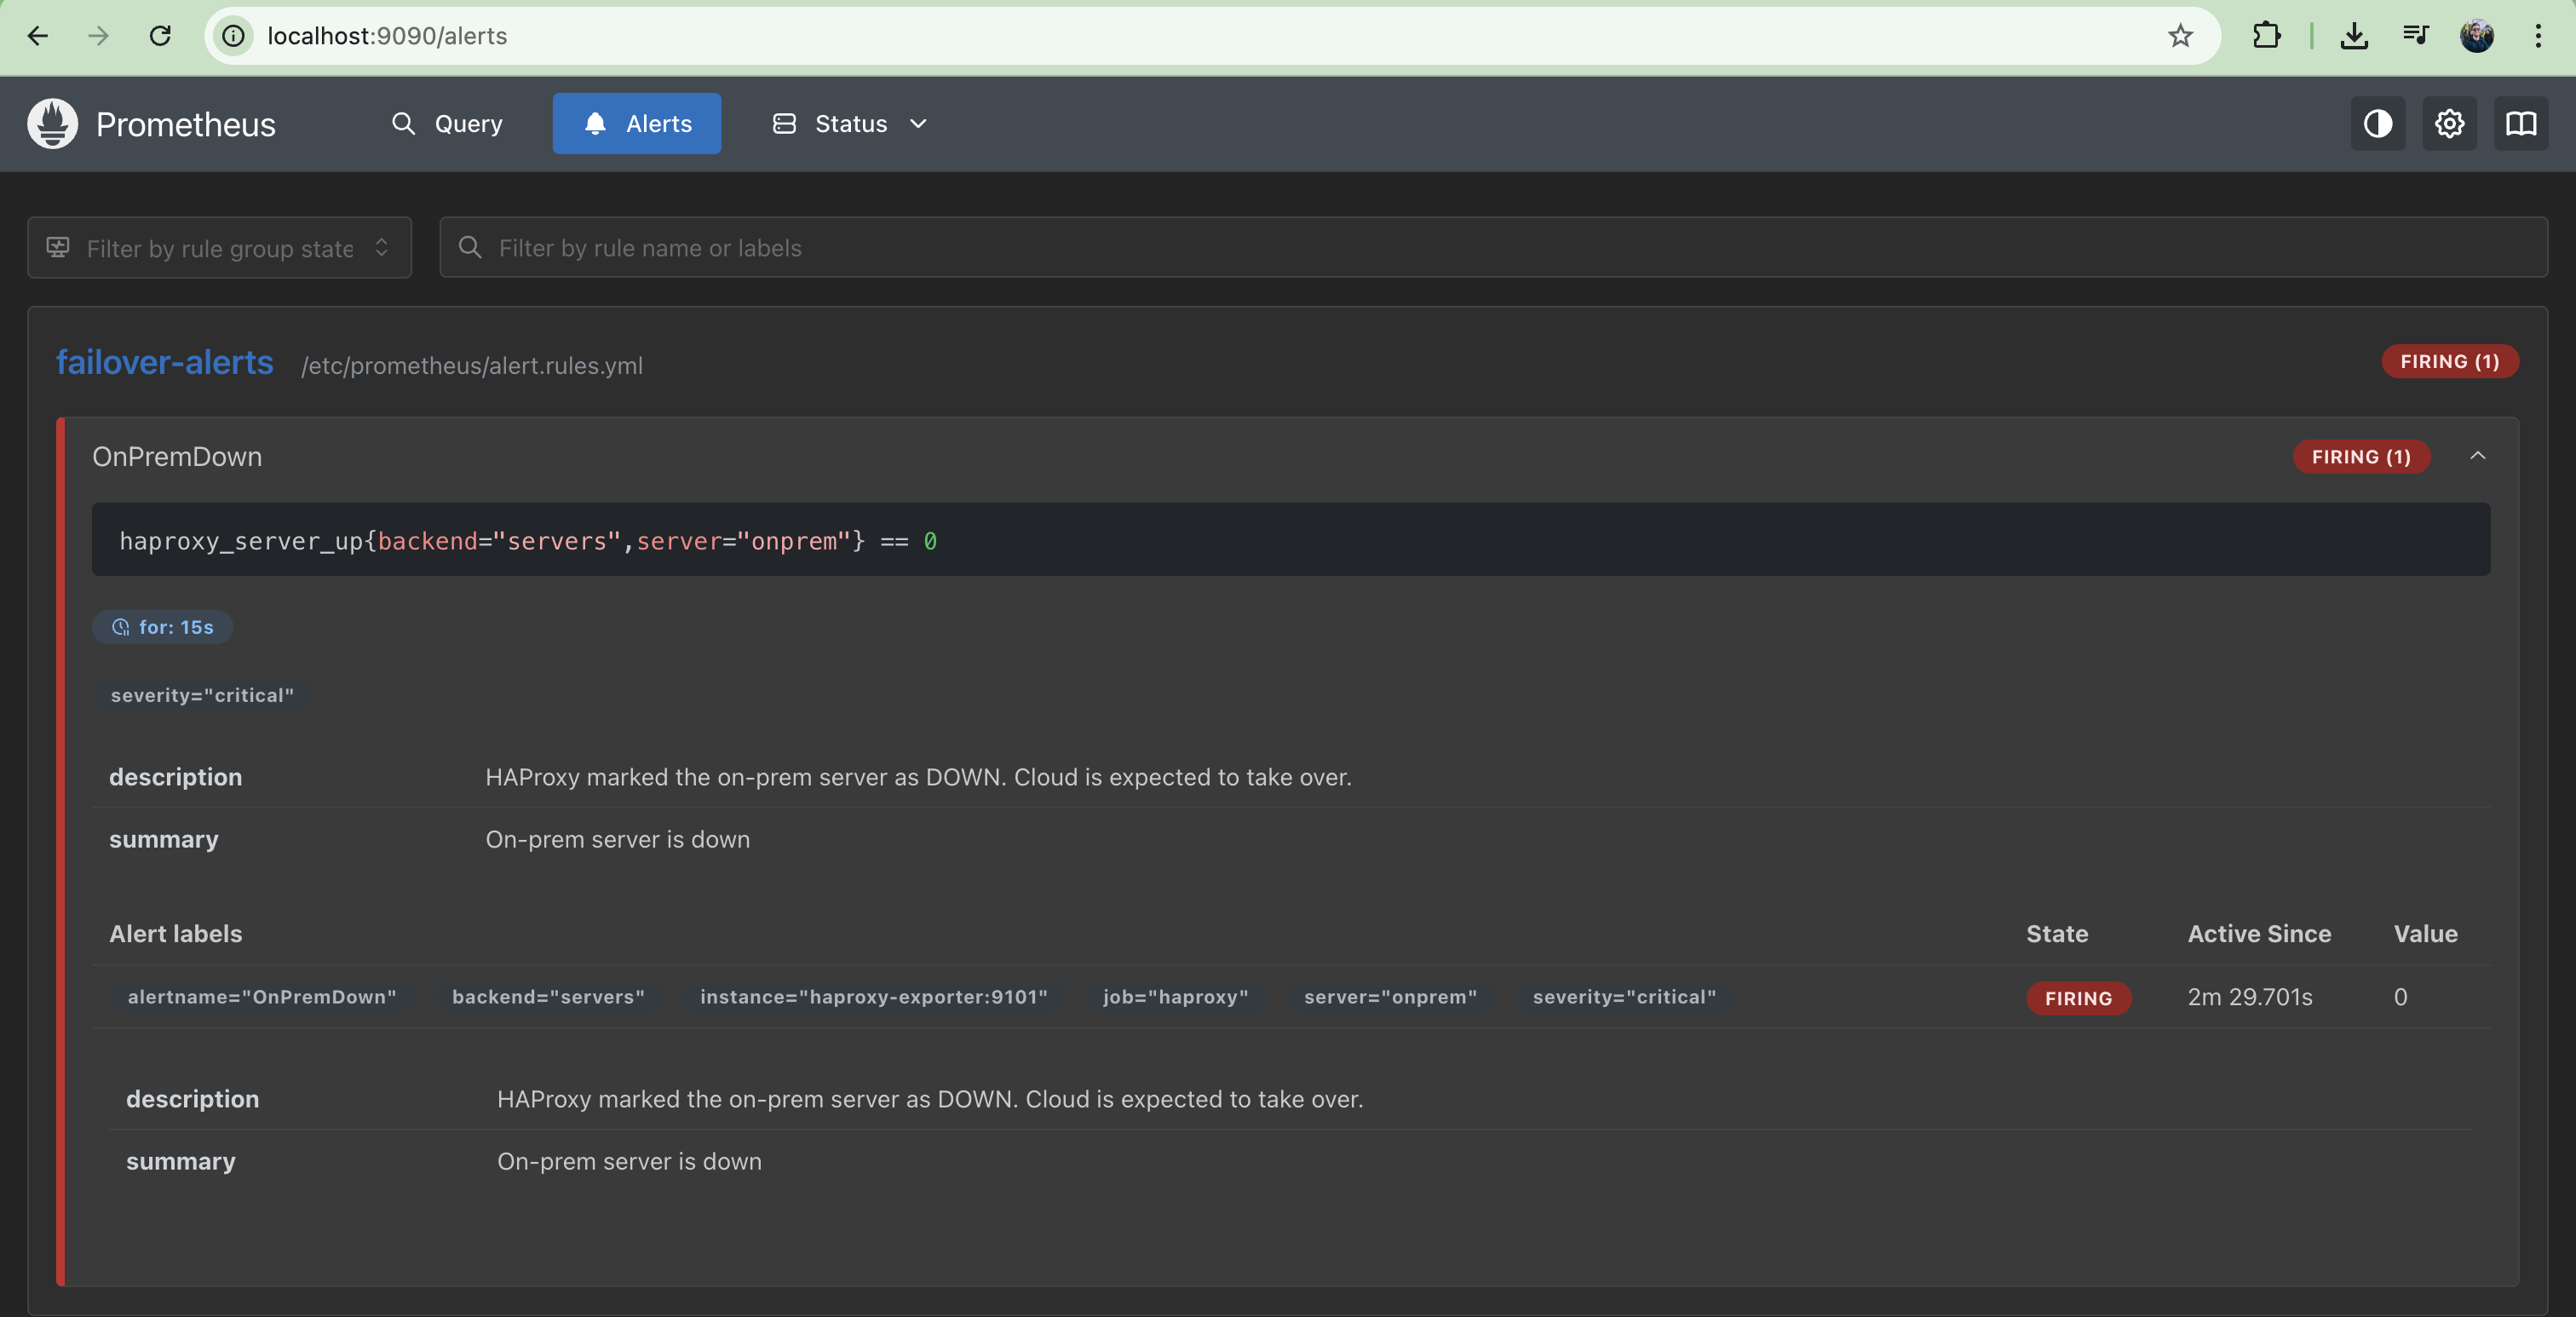 localhost:9090/alerts
Prometheus Query Alerts Status
Filter by rule group state Filter by rule name or labels
failover-alerts /etc/prometheus/alert.rules.yml FIRING (1)
OnPremDown FIRING (1)
haproxy_server_up{backend="servers",server="onprem"} == 0
for: 15s
severity="critical"
description HAProxy marked the on-prem server as DOWN. Cloud is expected to take over.
summary On-prem server is down
Alert labels State Active Since Value
alertname="OnPremDown" backend="servers" instance="haproxy-exporter:9101" job="haproxy" server="onprem" severity="critical" FIRING 2m 29.701s 0
description HAProxy marked the on-prem server as DOWN. Cloud is expected to take over.
summary On-prem server is down